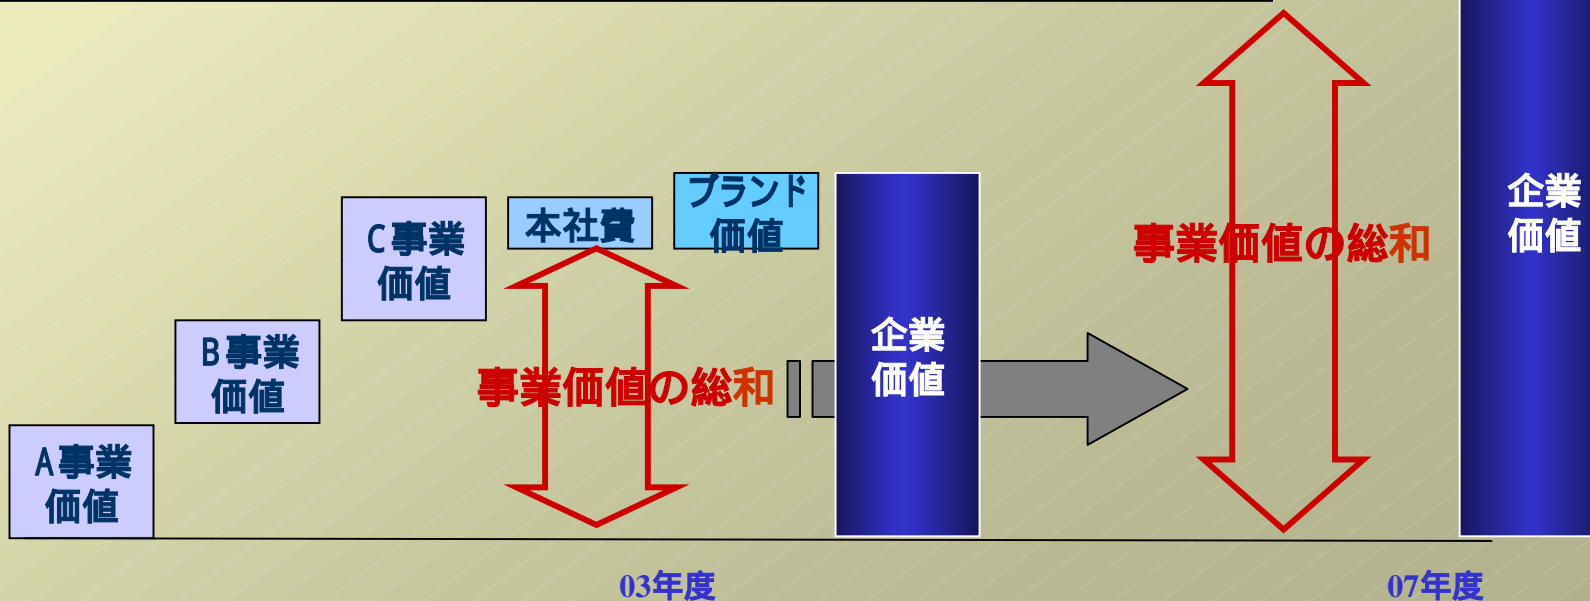 A事業
価値
B事業
価値
C事業
価値
本社費
ブランド
価値
事業価値の総和
企業
価値
事業価値の総和
企業
価値
03年度
07年度